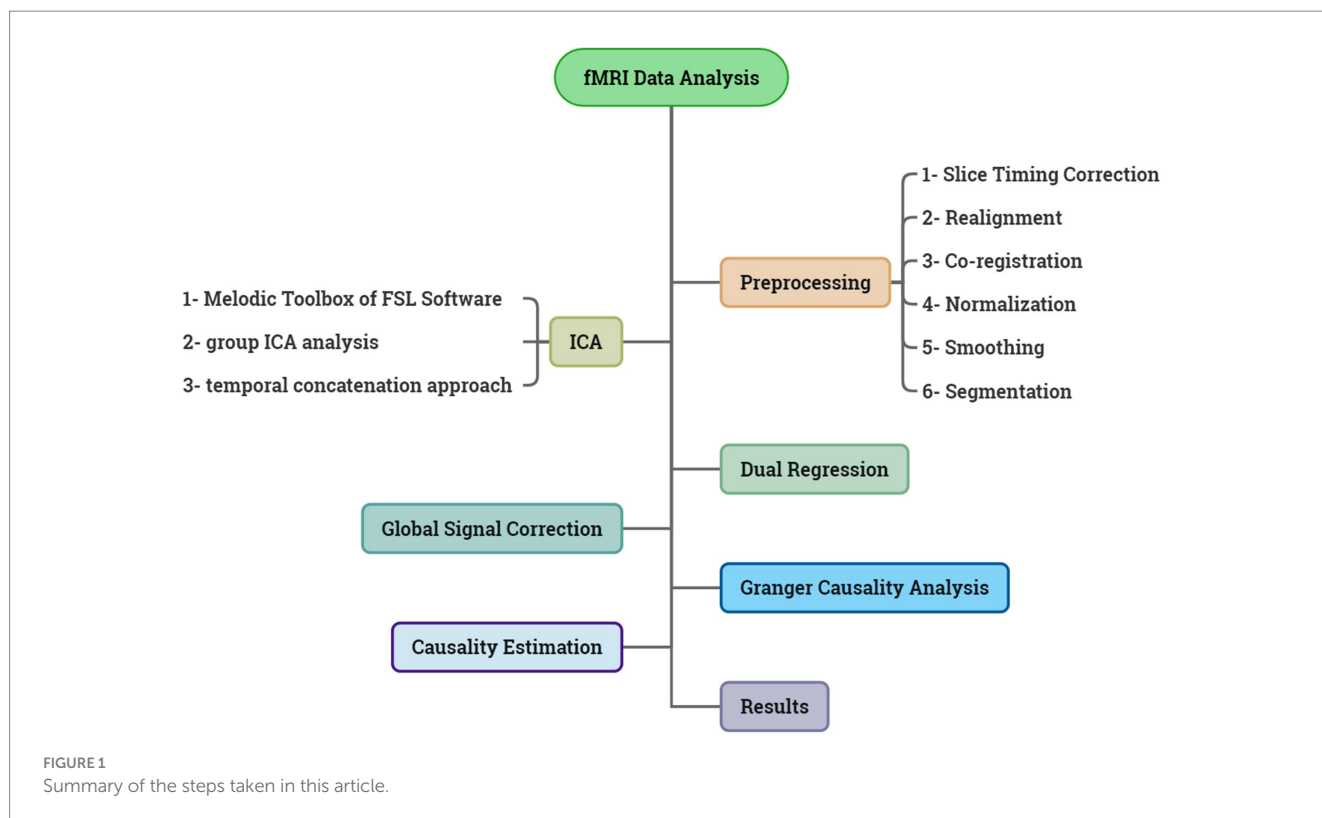 fMRI Data Analysis
Preprocessing
1- Slice Timing Correction
2- Realignment
3- Co-registration
4- Normalization
5- Smoothing
6- Segmentation
ICA
1- Melodic Toolbox of FSL Software
2- group ICA analysis
3- temporal concatenation approach
Dual Regression
Global Signal Correction
Granger Causality Analysis
Causality Estimation
Results
FIGURE 1
Summary of the steps taken in this article.